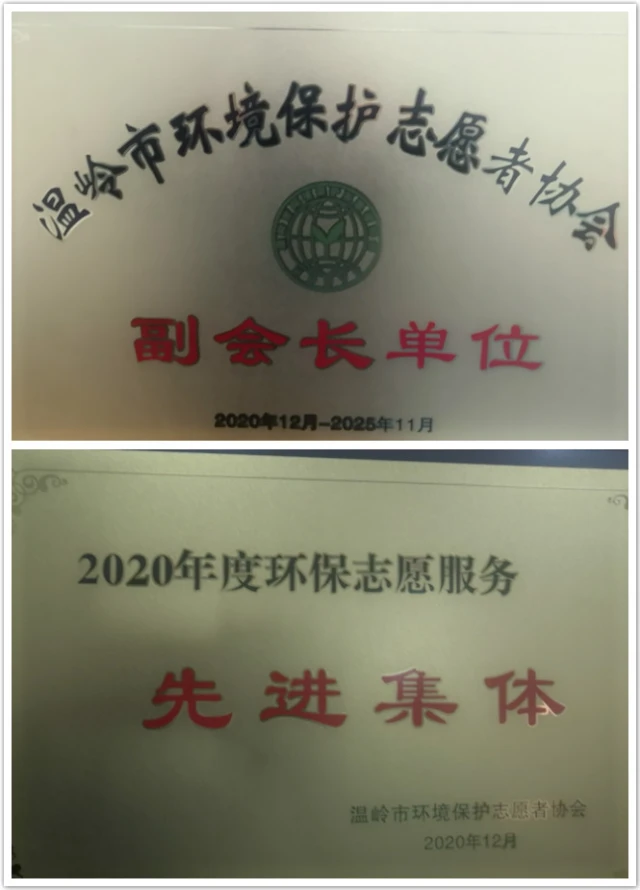 温岭市环境保护志愿者协会
副会长单位
2020年12月-2025年11月
2020年度环保志愿服务
先进集体
温岭市环境保护志愿者协会
2020年12月